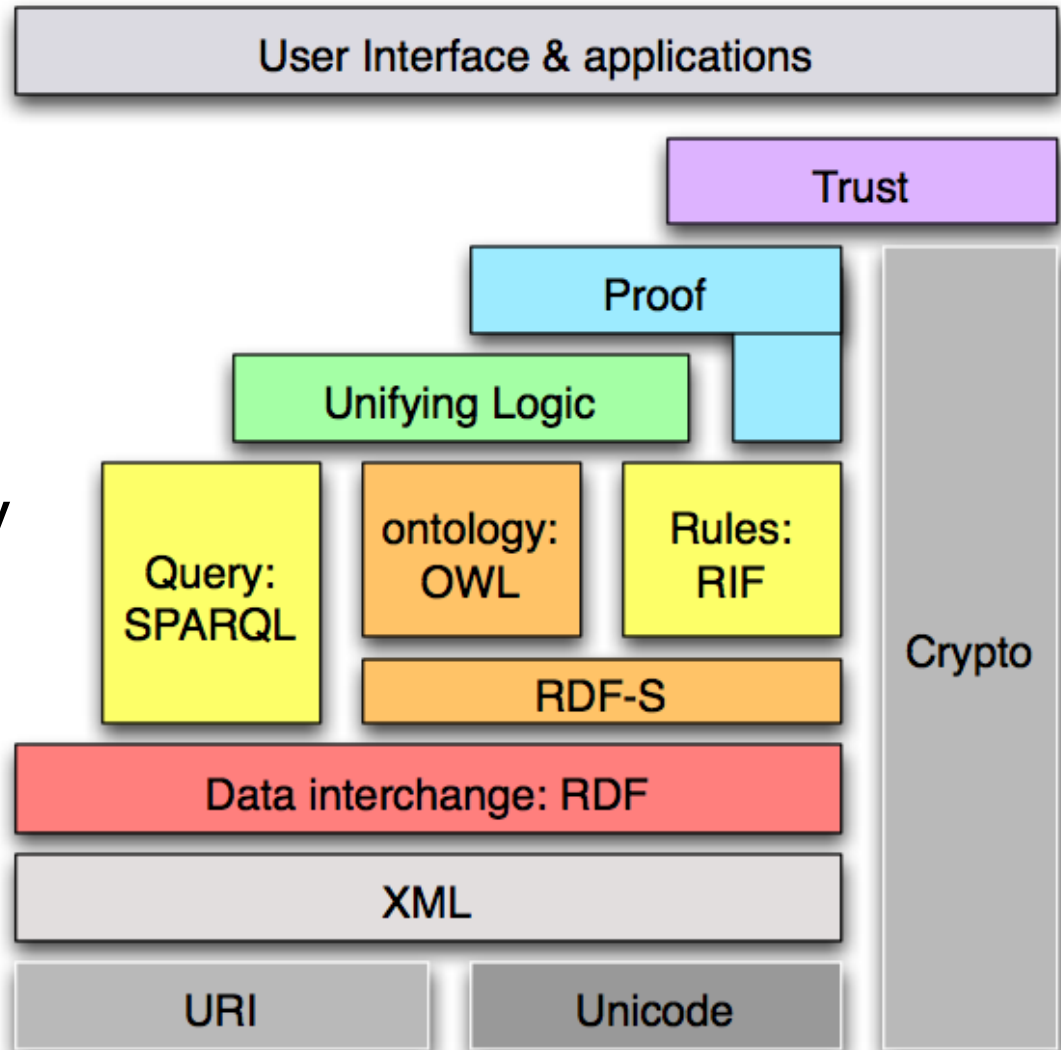 User Interface & applications
Trust
Proof
Unifying Logic
y
ontology:
OWL
Rules:
RIF
Query:
SPARQL
Crypto
RDF-S
Data interchange: RDF
XML
URI
Unicode